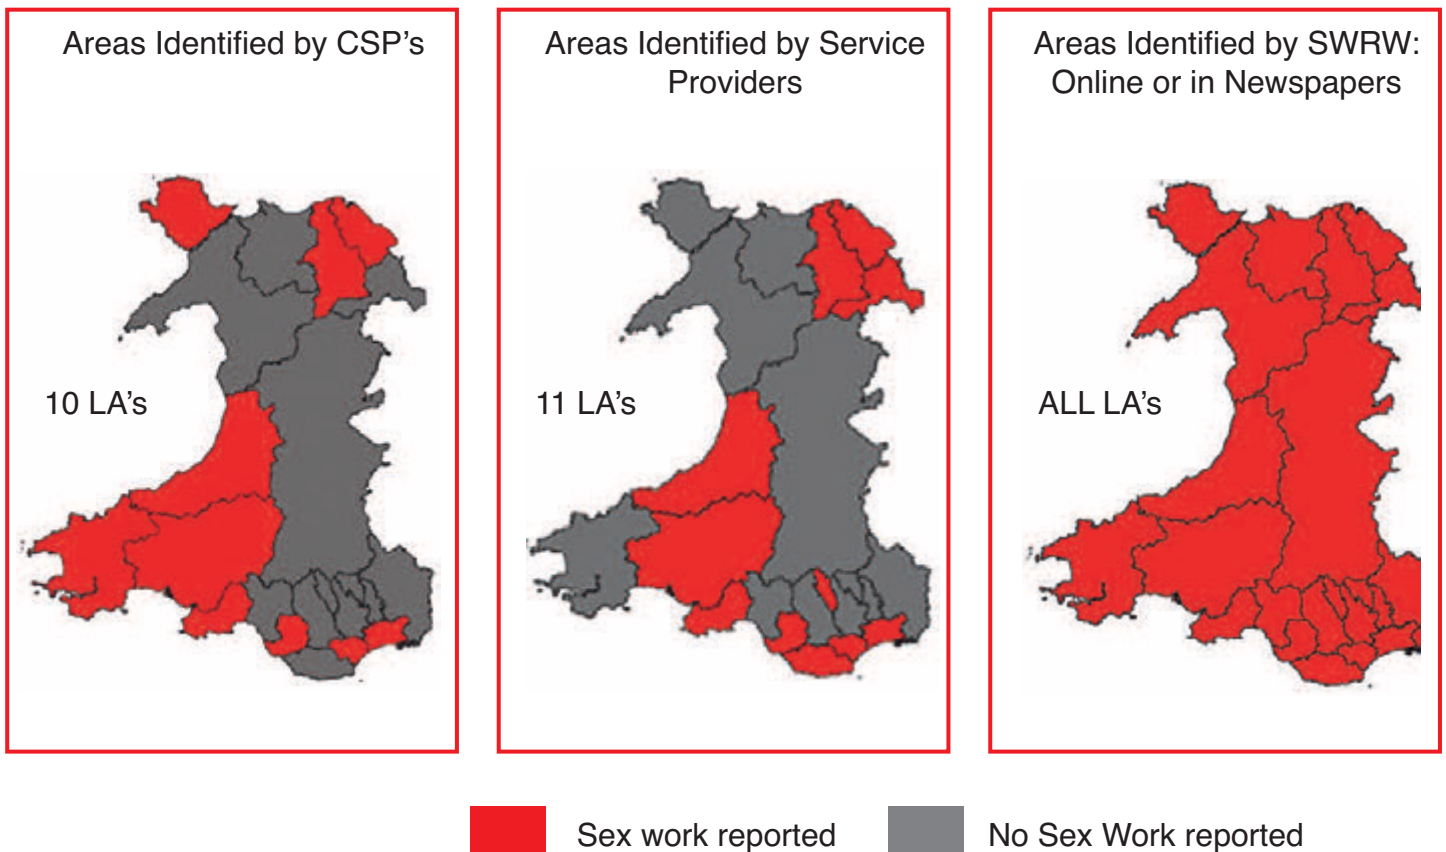 Areas Identified by CSP's
10 LA's
Areas Identified by Service
Providers
11 LA's
Areas Identified by SWRW:
Online or in Newspapers
ALL LA's
Sex work reported
No Sex Work reported